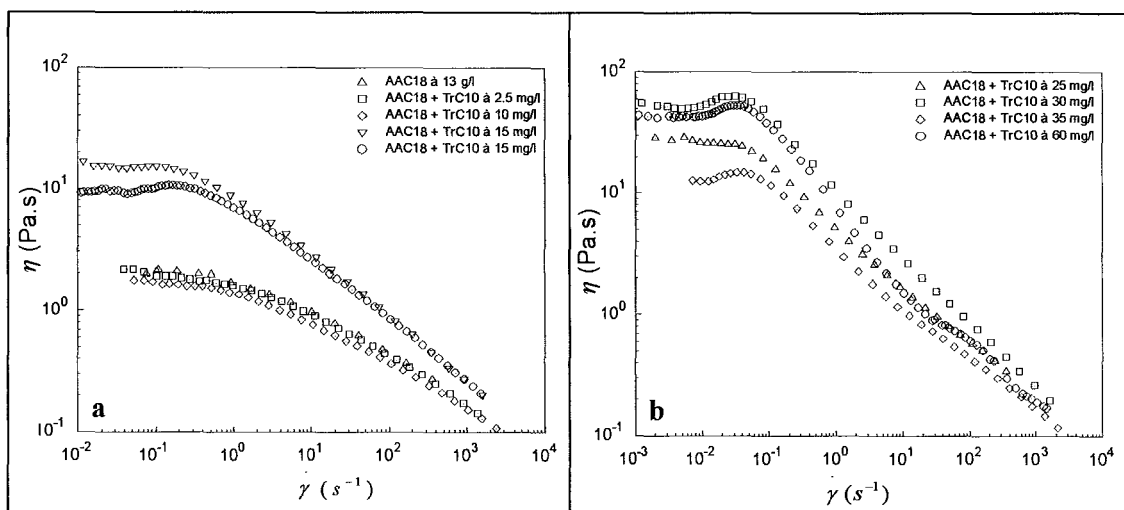 10²
10¹
10⁰
10⁻¹
η (Pa.s)
AAC18 à 13 g/l
AAC18 + TrC10 à 2.5 mg/l
AAC18 + TrC10 à 10 mg/l
AAC18 + TrC10 à 15 mg/l
AAC18 + TrC10 à 15 mg/l
a
10⁻² 10⁻¹ 10⁰ 10¹ 10² 10³ 10⁴
γ̇ (s⁻¹)
10²
10¹
10⁰
10⁻¹
η (Pa.s)
AAC18 + TrC10 à 25 mg/l
AAC18 + TrC10 à 30 mg/l
AAC18 + TrC10 à 35 mg/l
AAC18 + TrC10 à 60 mg/l
b
10⁻³ 10⁻² 10⁻¹ 10⁰ 10¹ 10² 10³ 10⁴
γ̇ (s⁻¹)